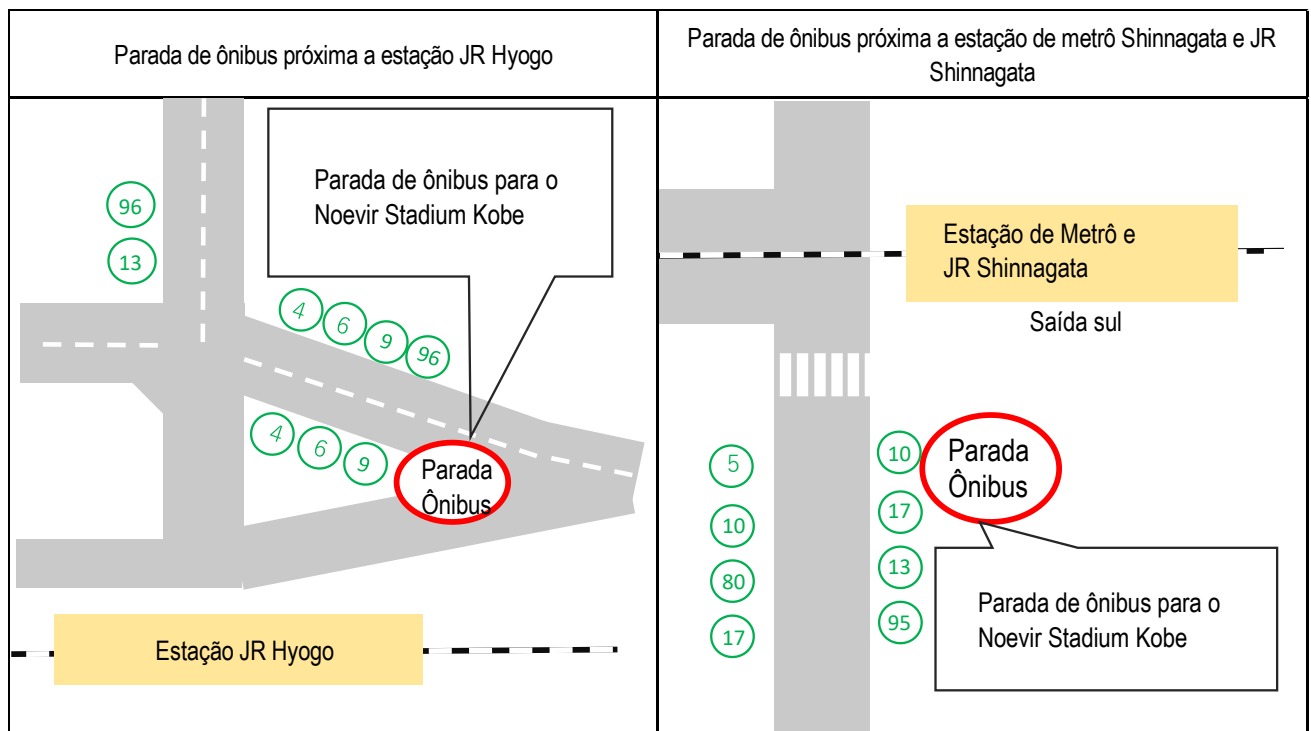 Parada de ônibus próxima a estação JR Hyogo
Parada de ônibus para o
Noevir Stadium Kobe
96
13
4
6
9
96
4
6
9
Parada
Ônibus
Estação JR Hyogo
Parada de ônibus próxima a estação de metrô Shinnagata e JR
Shinnagata
Estação de Metrô e
JR Shinnagata
Saída sul
5
10
80
17
10
17
13
95
Parada
Ônibus
Parada de ônibus para o
Noevir Stadium Kobe